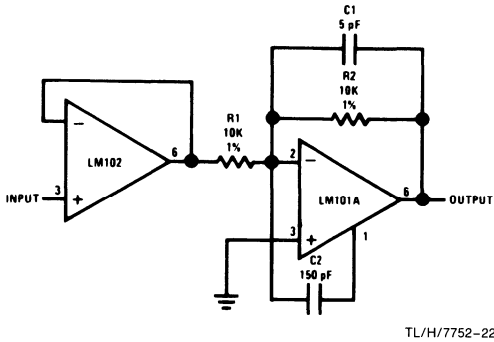 C1
5 pF
R2
10K
1%
R1
10K
1%
−
LM102
6
INPUT
3
+
2
−
LM101A
6
OUTPUT
3
+
1
C2
150 pF
TL/H/7752–22